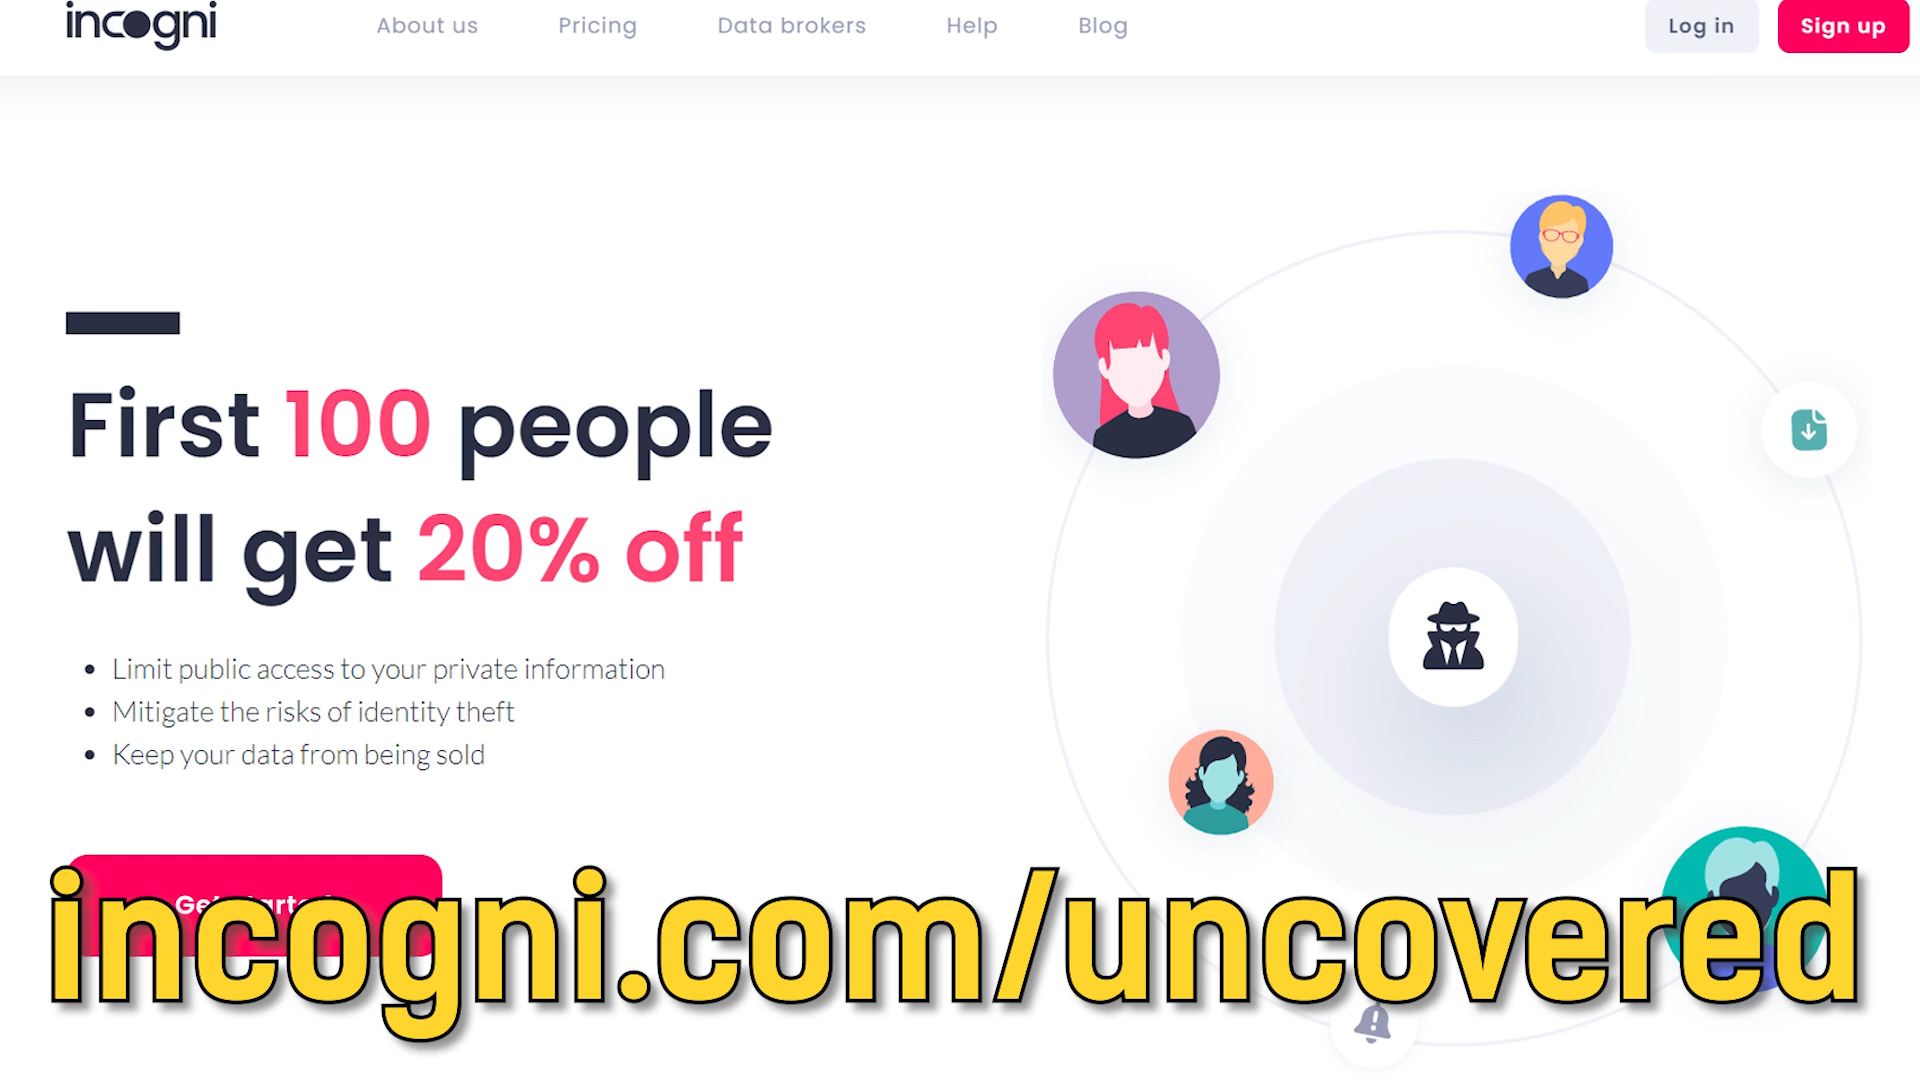 incogni
About us
Pricing
Data brokers
Help
Blog
Log in
Sign up
First 100 people
will get 20% off
• Limit public access to your private information
• Mitigate the risks of identity theft
• Keep your data from being sold
incogni.com/uncovered